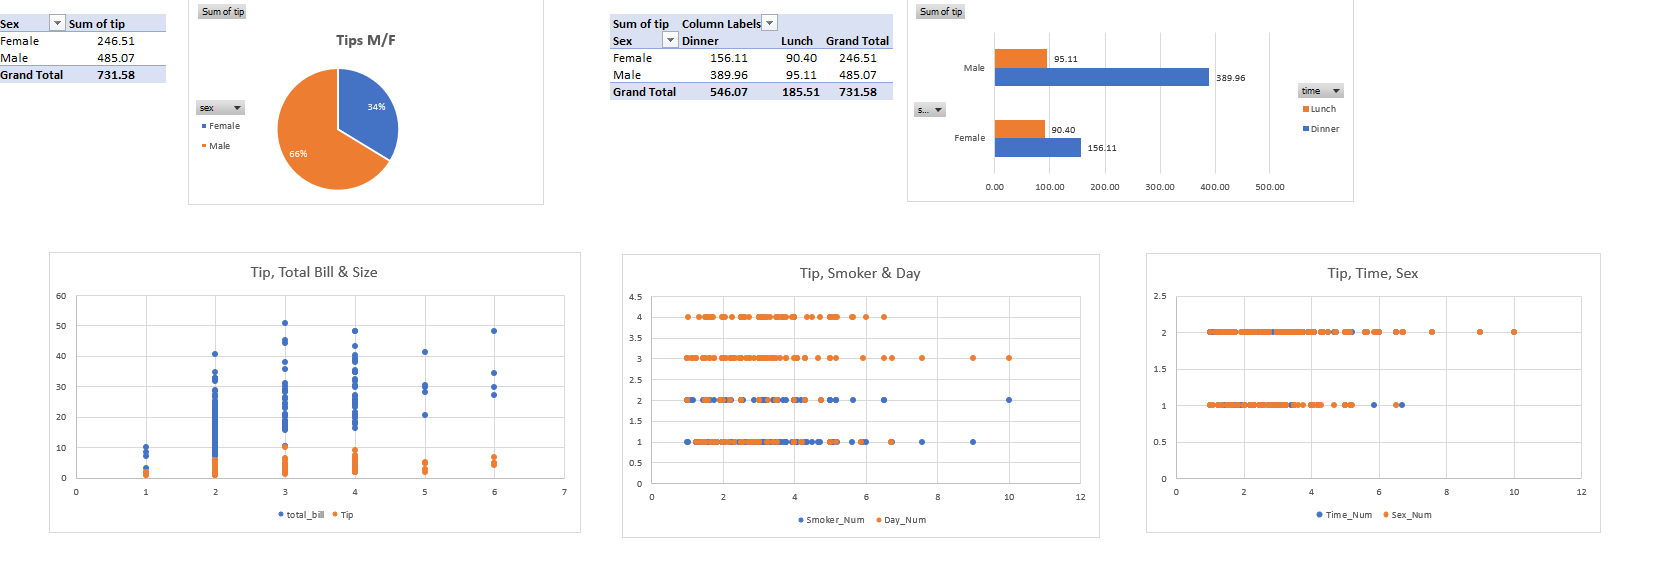 Sex Sum of tip
Female 246.51
Male 485.07
Grand Total 731.58
Sum of tip
Tips M/F
34%
66%
sex
Female
Male
Sum of tip Column Labels
Sex Dinner Lunch Grand Total
Female 156.11 90.40 246.51
Male 389.96 95.11 485.07
Grand Total 546.07 185.51 731.58
Sum of tip
Male
95.11
389.96
s...
Female
90.40
156.11
0.00 100.00 200.00 300.00 400.00 500.00
time
Lunch
Dinner
Tip, Total Bill & Size
60
50
40
30
20
10
0
0 1 2 3 4 5 6 7
total_bill Tip
Tip, Smoker & Day
4.5
4
3.5
3
2.5
2
1.5
1
0.5
0
0 2 4 6 8 10 12
Smoker_Num Day_Num
Tip, Time, Sex
2.5
2
1.5
1
0.5
0
0 2 4 6 8 10 12
Time_Num Sex_Num